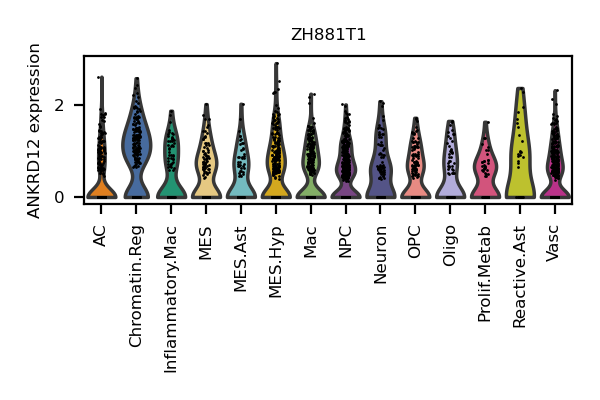 ZH881T1
ANKRD12 expression
2
0
AC
Chromatin.Reg
Inflammatory.Mac
MES
MES.Ast
MES.Hyp
Mac
NPC
Neuron
OPC
Oligo
Prolif.Metab
Reactive.Ast
Vasc